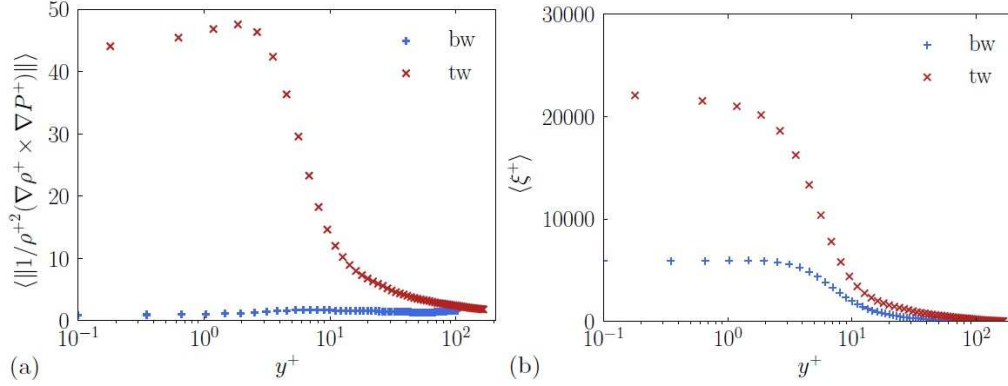 50
40
30
20
10
0
⟨‖1/ρ⁺²(∇ρ⁺ × ∇P⁺)‖⟩
bw
tw
10⁻¹ 10⁰ 10¹ 10²
y⁺
(a)
30000
20000
10000
0
⟨ξ⁺⟩
bw
tw
10⁻¹ 10⁰ 10¹ 10²
y⁺
(b)